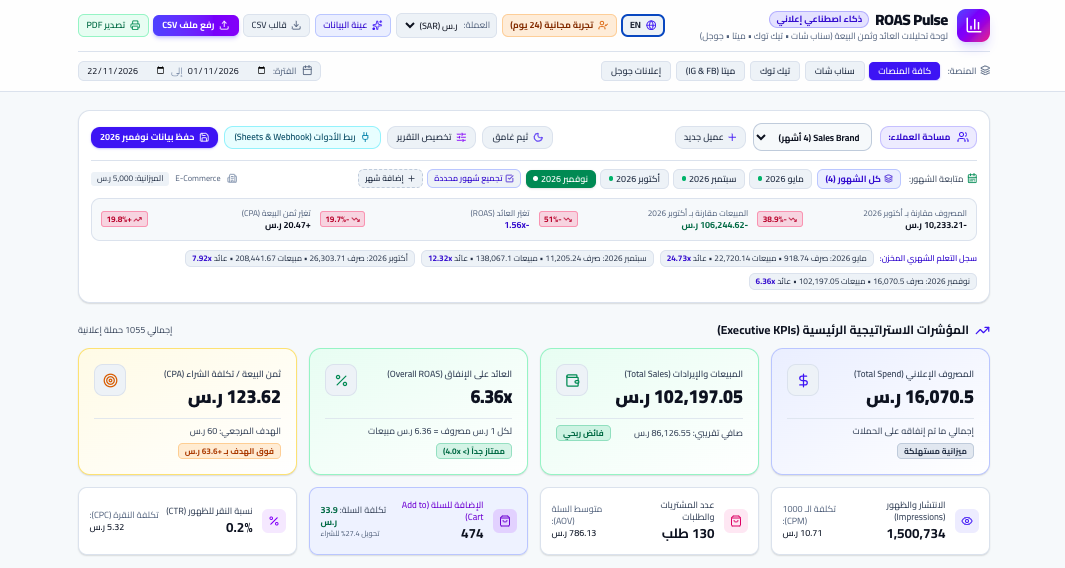 ROAS Pulse ذكاء اصطناعي إعلاني
لوحة تحليلات العائد وثمن البيعة (سناب شات • تيك توك • ميتا • جوجل)
EN
تجربة مجانية (24 يوم)
العملة: ر.س (SAR)
عينة البيانات
قالب CSV
رفع ملف CSV
تصدير PDF
المنصة: كافة المنصات سناب شات تيك توك ميتا (IG & FB) إعلانات جوجل
الفترة: 01/11/2026 إلى 22/11/2026
مساحة العملاء: Sales Brand (4 أشهر) عميل جديد
ثيم غامق تخصيص التقرير ربط الأدوات (Sheets & Webhook) حفظ بيانات نوفمبر 2026
متابعة الشهور: كل الشهور (4) مايو 2026 سبتمبر 2026 أكتوبر 2026 نوفمبر 2026 تجميع شهور محددة + إضافة شهر
E-Commerce الميزانية: 5,000 ر.س
المصروف مقارنة بـ أكتوبر 2026
-10,233.21 ر.س
-38.9%
المبيعات مقارنة بـ أكتوبر 2026
-106,244.62 ر.س
-51%
تغيّر العائد (ROAS)
-1.56x
-19.7%
تغيّر ثمن البيعة (CPA)
+20.47 ر.س
+19.8%
سجل التعلم الشهري المخزن: مايو 2026: صرف 918.74 • مبيعات 22,720.14 • عائد 24.73x سبتمبر 2026: صرف 11,205.24 • مبيعات 138,067.1 • عائد 12.32x أكتوبر 2026: صرف 26,303.71 • مبيعات 208,441.67 • عائد 7.92x
نوفمبر 2026: صرف 16,070.5 • مبيعات 102,197.05 • عائد 6.36x
المؤشرات الاستراتيجية الرئيسية (Executive KPIs)
إجمالي 1055 حملة إعلانية
المصروف الإعلاني (Total Spend)
16,070.5 ر.س
إجمالي ما تم إنفاقه على الحملات
ميزانية مستهلكة
المبيعات والإيرادات (Total Sales)
102,197.05 ر.س
صافي تقريبي: 86,126.55 ر.س
فائض ربحي
العائد على الإنفاق (Overall ROAS)
6.36x
لكل 1 ر.س مصروف = 6.36 ر.س مبيعات
ممتاز جداً (> 4.0x)
ثمن البيعة / تكلفة الشراء (CPA)
123.62 ر.س
الهدف المرجعي: 60 ر.س
فوق الهدف بـ +63.6 ر.س
الانتشار والظهور (Impressions)
1,500,734
تكلفة الـ 1000 (CPM):
10.71 ر.س
عدد المشتريات والطلبات
130 طلب
متوسط السلة (AOV):
786.13 ر.س
الإضافة للسلة (Add to Cart)
474
تكلفة السلة: 33.9 ر.س
تحويل 27.4% للشراء
نسبة النقر للظهور (CTR)
0.2%
تكلفة النقرة (CPC):
5.32 ر.س